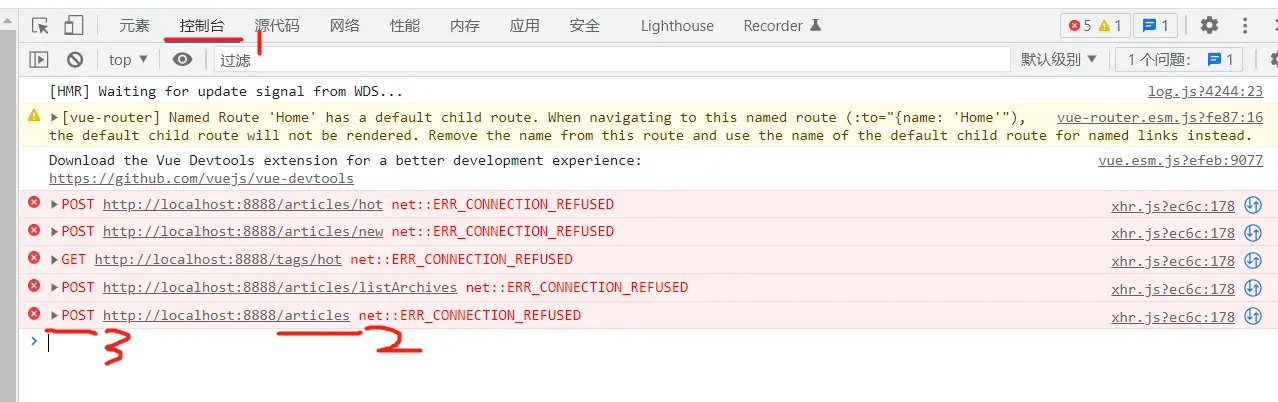 元素 控制台 源代码 网络 性能 内存 应用 安全 Lighthouse Recorder 5 1 1
1
top 过滤 默认级别 1 个问题: 1
[HMR] Waiting for update signal from WDS... log.js?4244:23
[vue-router] Named Route 'Home' has a default child route. When navigating to this named route (:to="{name: 'Home'"), vue-router.esm.js?fe87:16
the default child route will not be rendered. Remove the name from this route and use the name of the default child route for named links instead.
Download the Vue Devtools extension for a better development experience: vue.esm.js?efeb:9077
https://github.com/vuejs/vue-devtools
POST http://localhost:8888/articles/hot net::ERR_CONNECTION_REFUSED xhr.js?ec6c:178
POST http://localhost:8888/articles/new net::ERR_CONNECTION_REFUSED xhr.js?ec6c:178
GET http://localhost:8888/tags/hot net::ERR_CONNECTION_REFUSED xhr.js?ec6c:178
POST http://localhost:8888/articles/listArchives net::ERR_CONNECTION_REFUSED xhr.js?ec6c:178
POST http://localhost:8888/articles net::ERR_CONNECTION_REFUSED xhr.js?ec6c:178
3 2